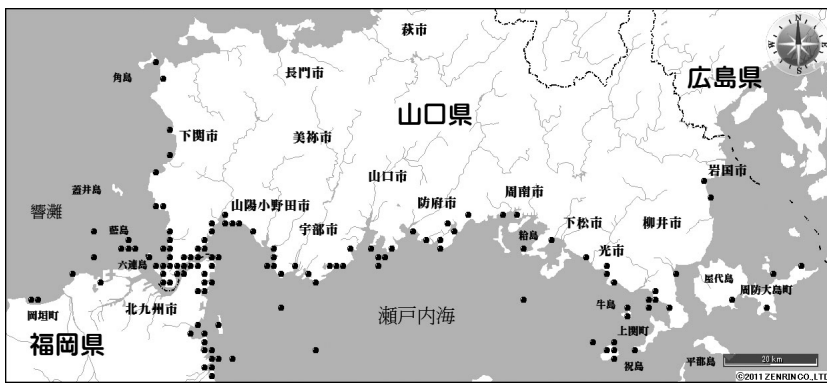 萩市
N
W
E
S
広島県
角島
長門市
山口県
下関市
美祢市
岩国市
山口市
蓋井島
周南市
山陽小野田市
防府市
響灘
宇部市
下松市
柳井市
藍島
粭島
光市
六連島
屋代島
周防大島町
北九州市
瀬戸内海
牛島
岡垣町
上関町
福岡県
祝島
平郡島
20 km
©2011 ZENRIN CO., LTD